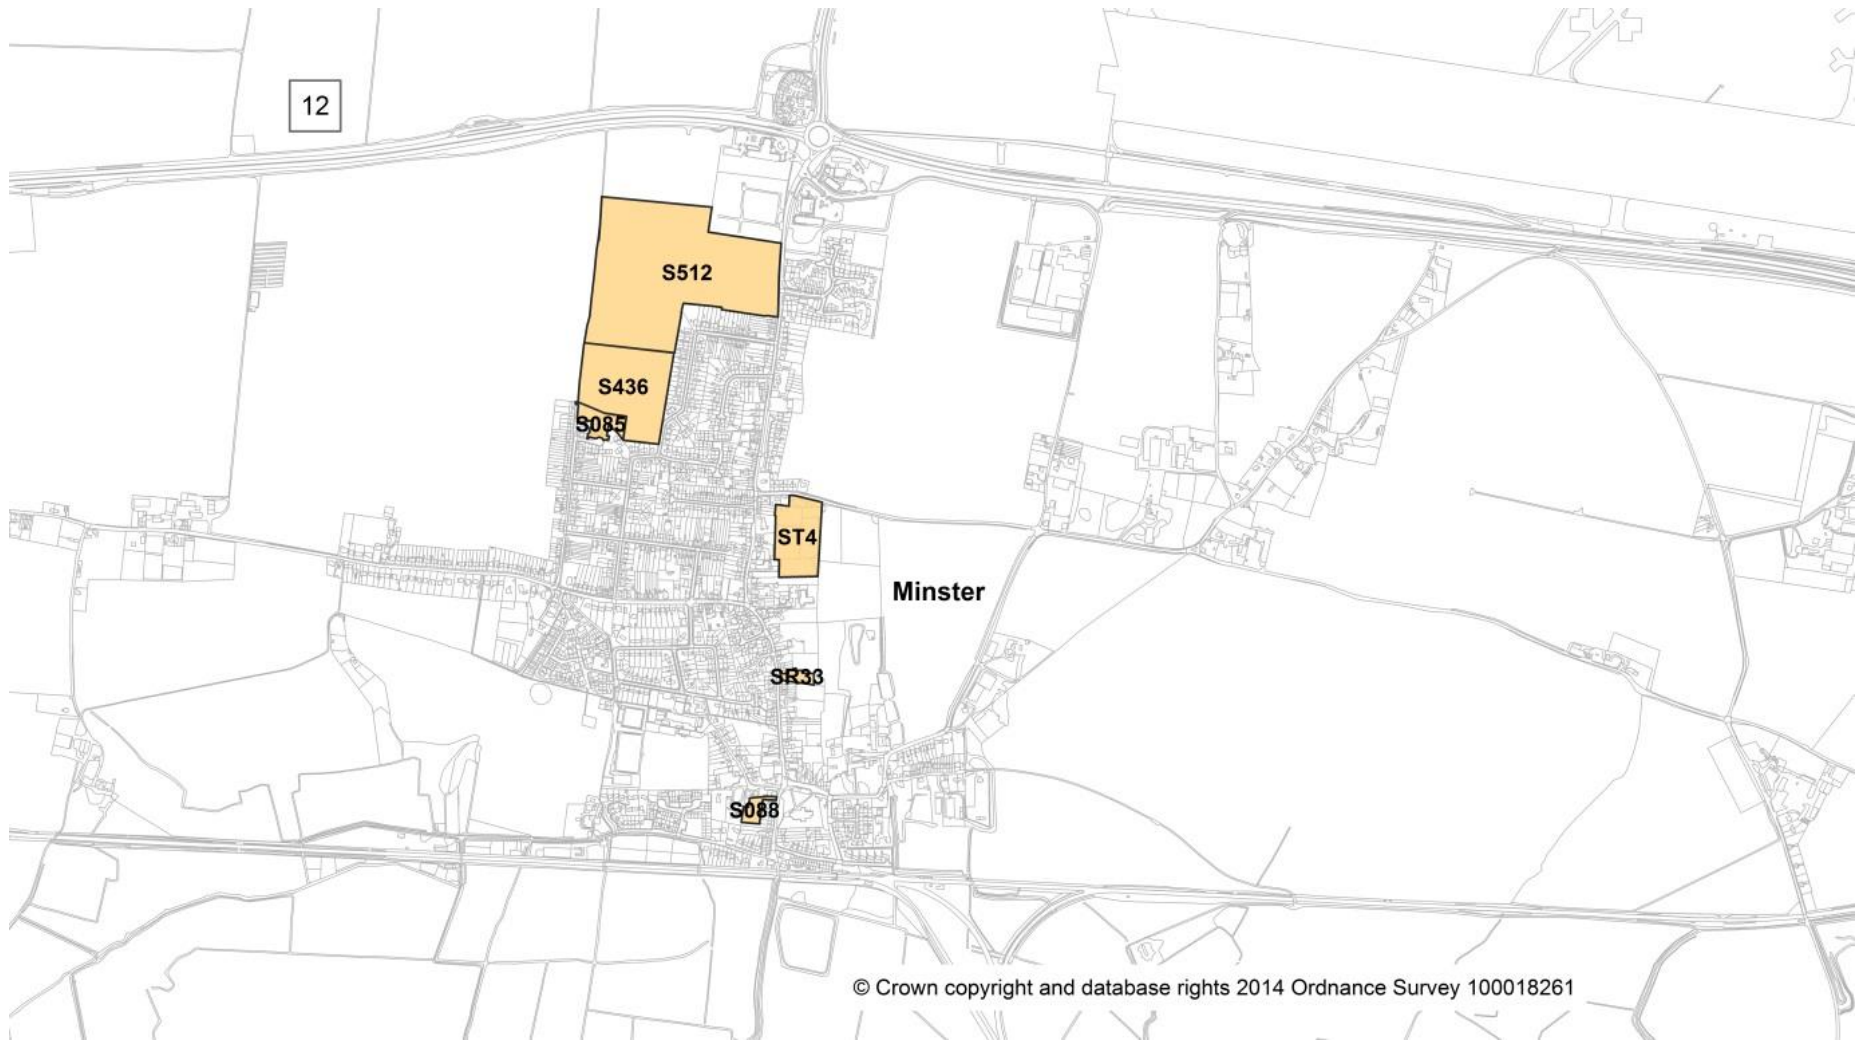 12
S512
S436
S085
ST4
Minster
SR33
S088
© Crown copyright and database rights 2014 Ordnance Survey 100018261